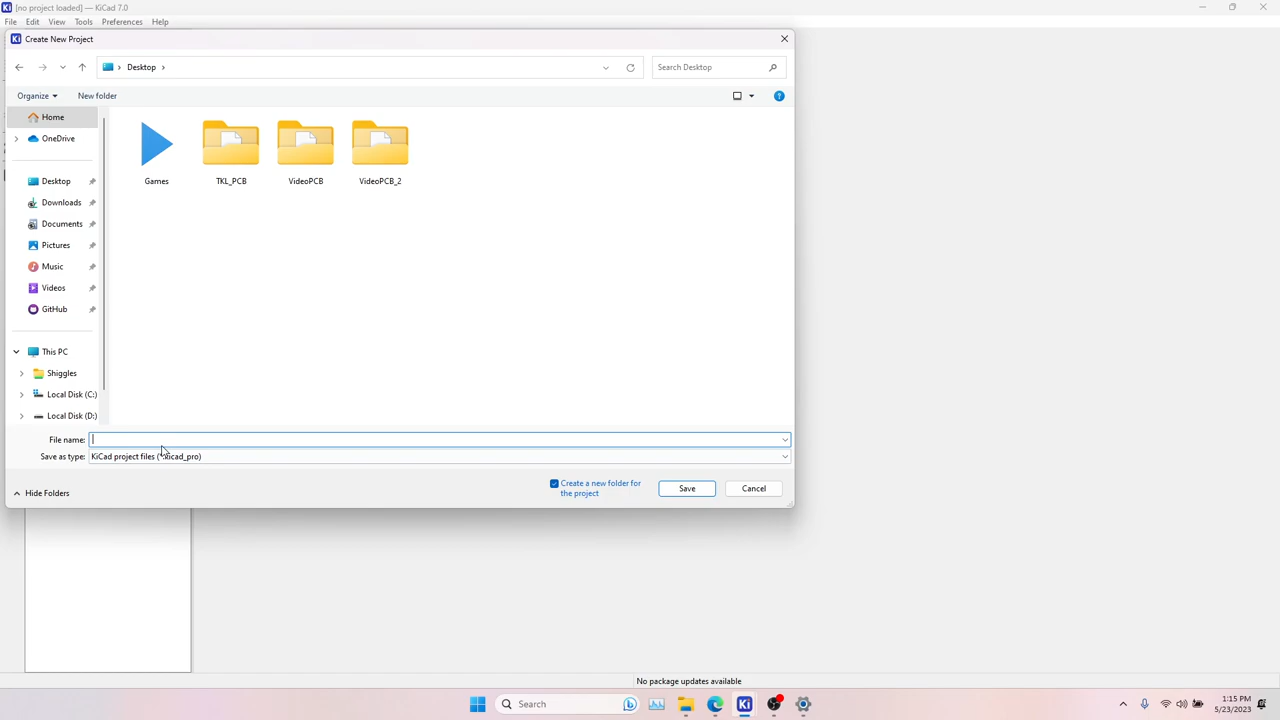 [no project loaded] — KiCad 7.0
File Edit View Tools Preferences Help
Create New Project
Desktop
Search Desktop
Organize
New folder
Home
OneDrive
Desktop
Downloads
Documents
Pictures
Music
Videos
GitHub
This PC
Shiggles
Local Disk (C:)
Local Disk (D:)
Games
TKL_PCB
VideoPCB
VideoPCB_2
File name:
Save as type: KiCad project files (*.kicad_pro)
Hide Folders
Create a new folder for
the project
Save
Cancel
No package updates available
Search
1:15 PM
5/23/2023